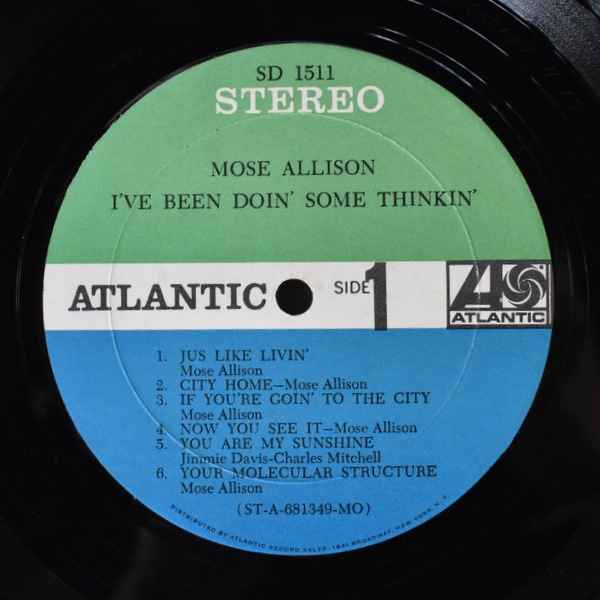 SD 1511
STEREO
MOSE ALLISON
I'VE BEEN DOIN' SOME THINKIN'
ATLANTIC
SIDE 1
ATLANTIC
1. JUS LIKE LIVIN'
Mose Allison
2. CITY HOME—Mose Allison
3. IF YOU'RE GOIN' TO THE CITY
Mose Allison
4. NOW YOU SEE IT—Mose Allison
5. YOU ARE MY SUNSHINE
Jimmie Davis-Charles Mitchell
6. YOUR MOLECULAR STRUCTURE
Mose Allison
(ST-A-681349-MO)
DISTRIBUTED BY ATLANTIC RECORD SALES, 1841 BROADWAY, NEW YORK, N. Y.